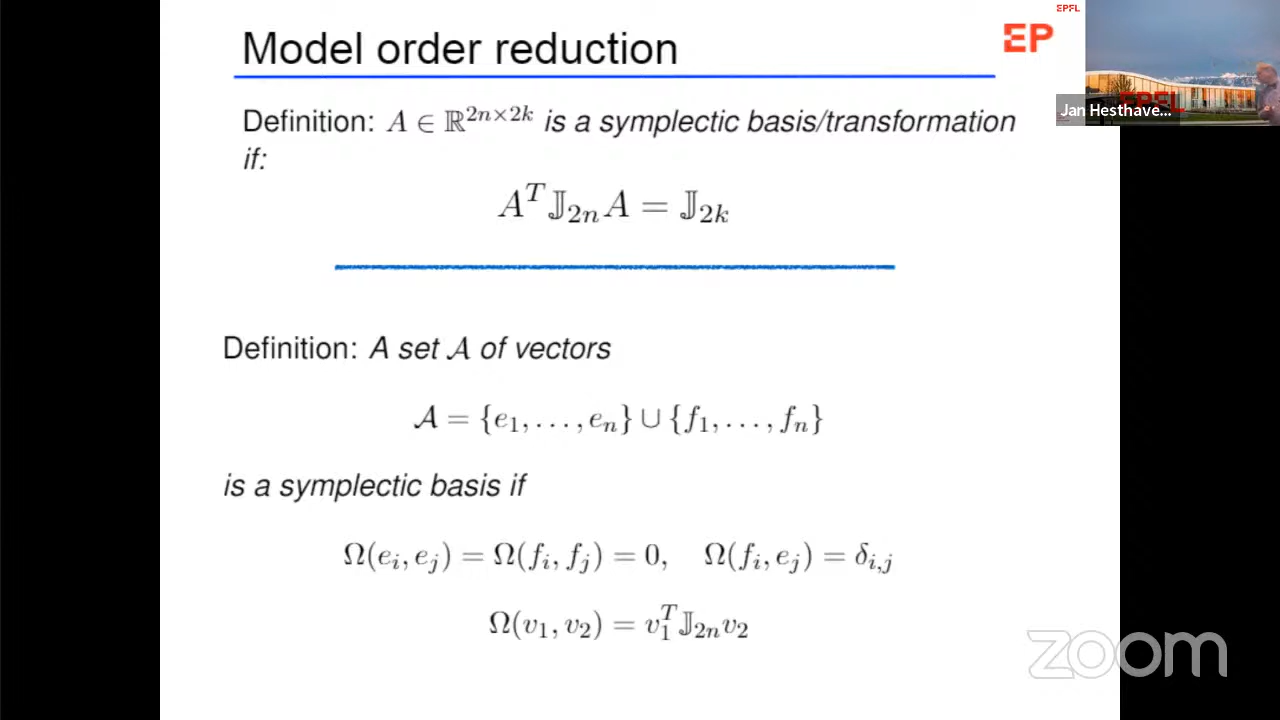 Model order reduction
EP
EPFL
EPFL
Jan Hesthave...
Definition: A ∈ ℝ^{2n×2k} is a symplectic basis/transformation
if:
A^T 𝕁_{2n} A = 𝕁_{2k}
Definition: A set 𝒜 of vectors
𝒜 = {e_1, . . . , e_n} ∪ {f_1, . . . , f_n}
is a symplectic basis if
Ω(e_i, e_j) = Ω(f_i, f_j) = 0, Ω(f_i, e_j) = δ_{i,j}
Ω(v_1, v_2) = v_1^T 𝕁_{2n} v_2
zoom